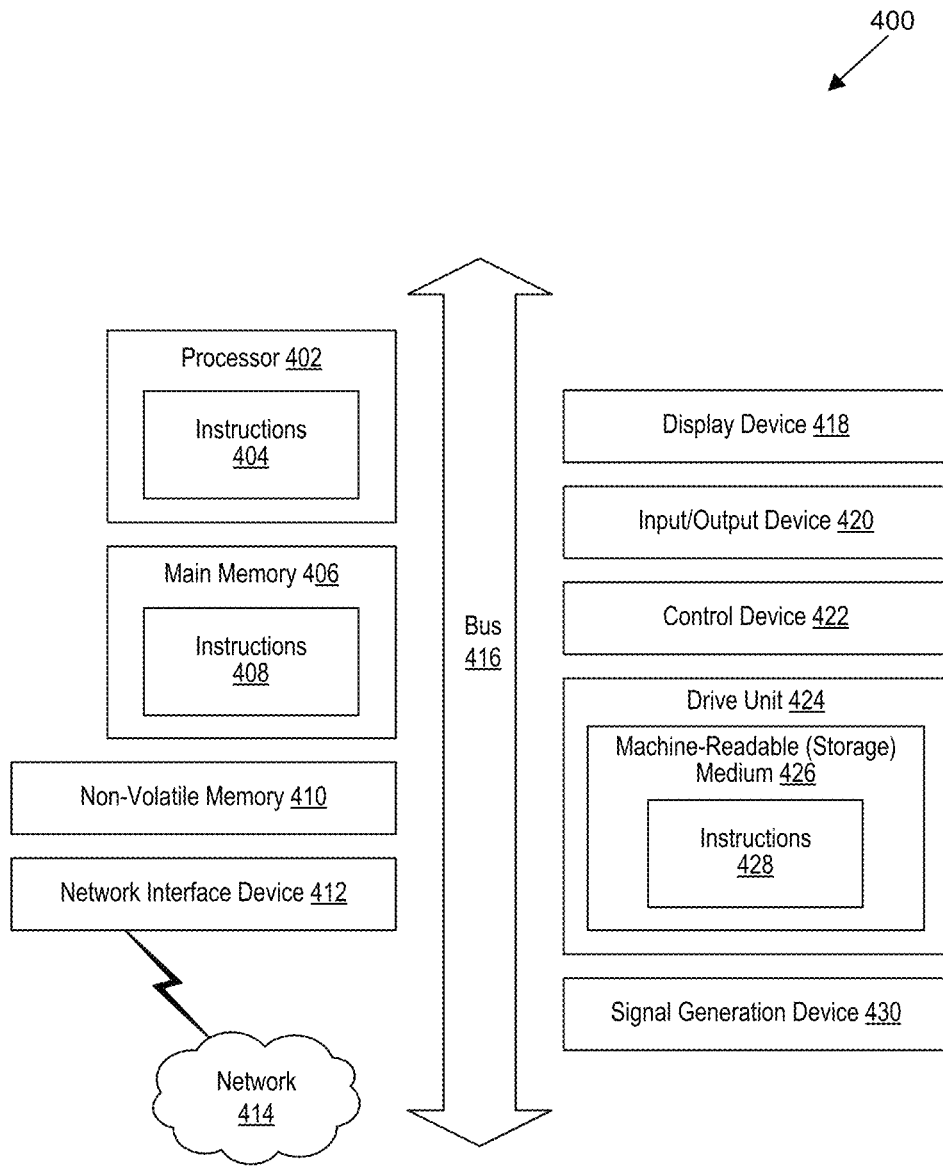 400
Processor 402
Instructions
404
Main Memory 406
Instructions
408
Non-Volatile Memory 410
Network Interface Device 412
Network
414
Bus
416
Display Device 418
Input/Output Device 420
Control Device 422
Drive Unit 424
Machine-Readable (Storage)
Medium 426
Instructions
428
Signal Generation Device 430